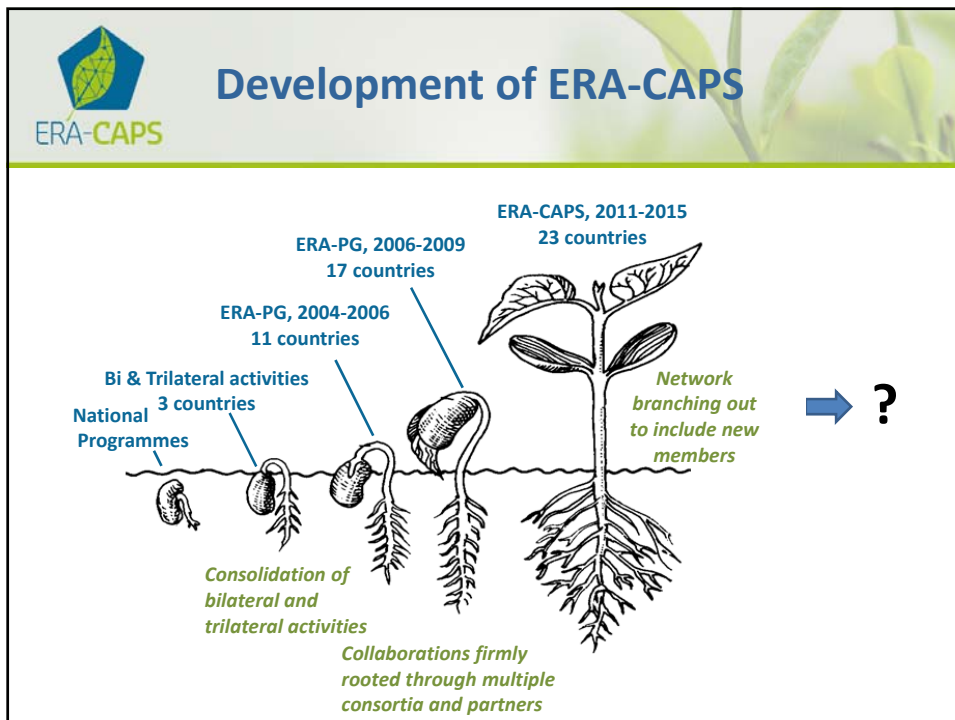 ERA-CAPS
Development of ERA-CAPS
ERA-CAPS, 2011-2015
23 countries
ERA-PG, 2006-2009
17 countries
ERA-PG, 2004-2006
11 countries
Bi & Trilateral activities
3 countries
National
Programmes
Network
branching out
to include new
members
?
Consolidation of
bilateral and
trilateral activities
Collaborations firmly
rooted through multiple
consortia and partners